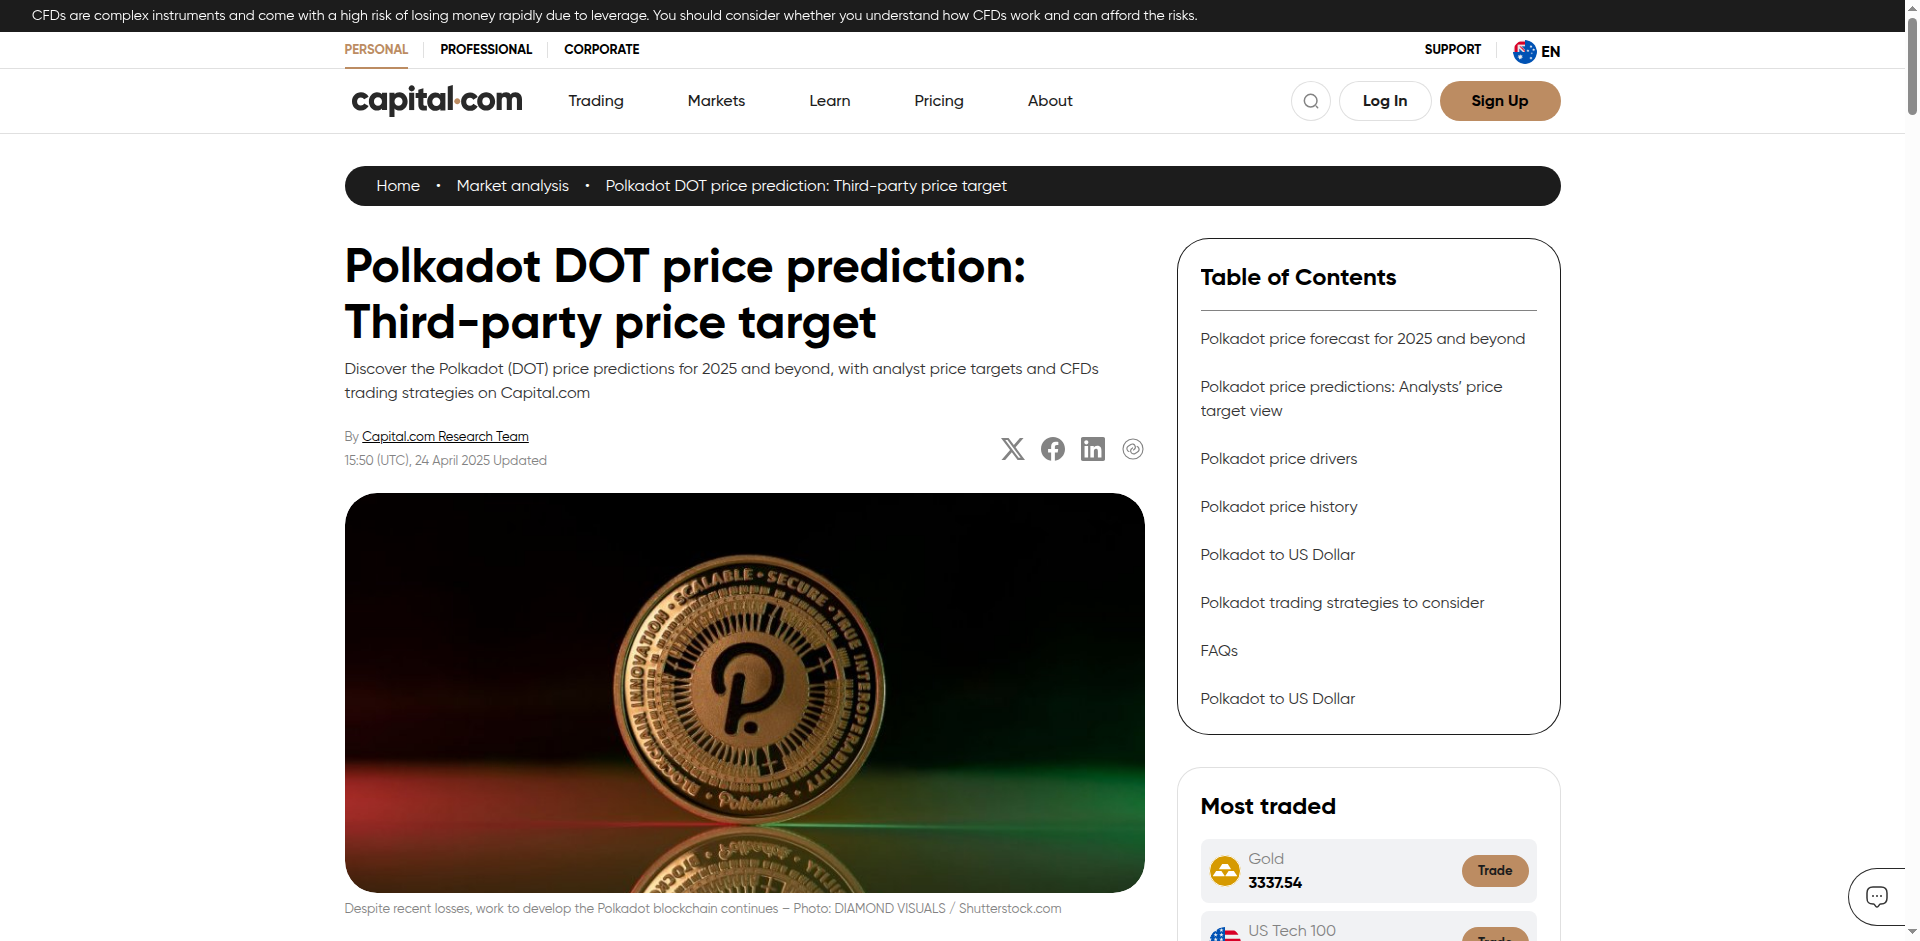 CFDs are complex instruments and come with a high risk of losing money rapidly due to leverage. You should consider whether you understand how CFDs work and can afford the risks.
PERSONAL
PROFESSIONAL
CORPORATE
SUPPORT
EN
capital.com
Trading
Markets
Learn
Pricing
About
Log In
Sign Up
Home • Market analysis • Polkadot DOT price prediction: Third-party price target
Polkadot DOT price prediction:
Third-party price target
Discover the Polkadot (DOT) price predictions for 2025 and beyond, with analyst price targets and CFDs
trading strategies on Capital.com
By Capital.com Research Team
15:50 (UTC), 24 April 2025 Updated
BLOCKCHAIN INNOVATION • SCALABLE • SECURE • TRUE INTEROPERABILITY • Polkadot •
Despite recent losses, work to develop the Polkadot blockchain continues – Photo: DIAMOND VISUALS / Shutterstock.com
Table of Contents
Polkadot price forecast for 2025 and beyond
Polkadot price predictions: Analysts’ price
target view
Polkadot price drivers
Polkadot price history
Polkadot to US Dollar
Polkadot trading strategies to consider
FAQs
Polkadot to US Dollar
Most traded
Gold
3337.54
Trade
US Tech 100
Trade